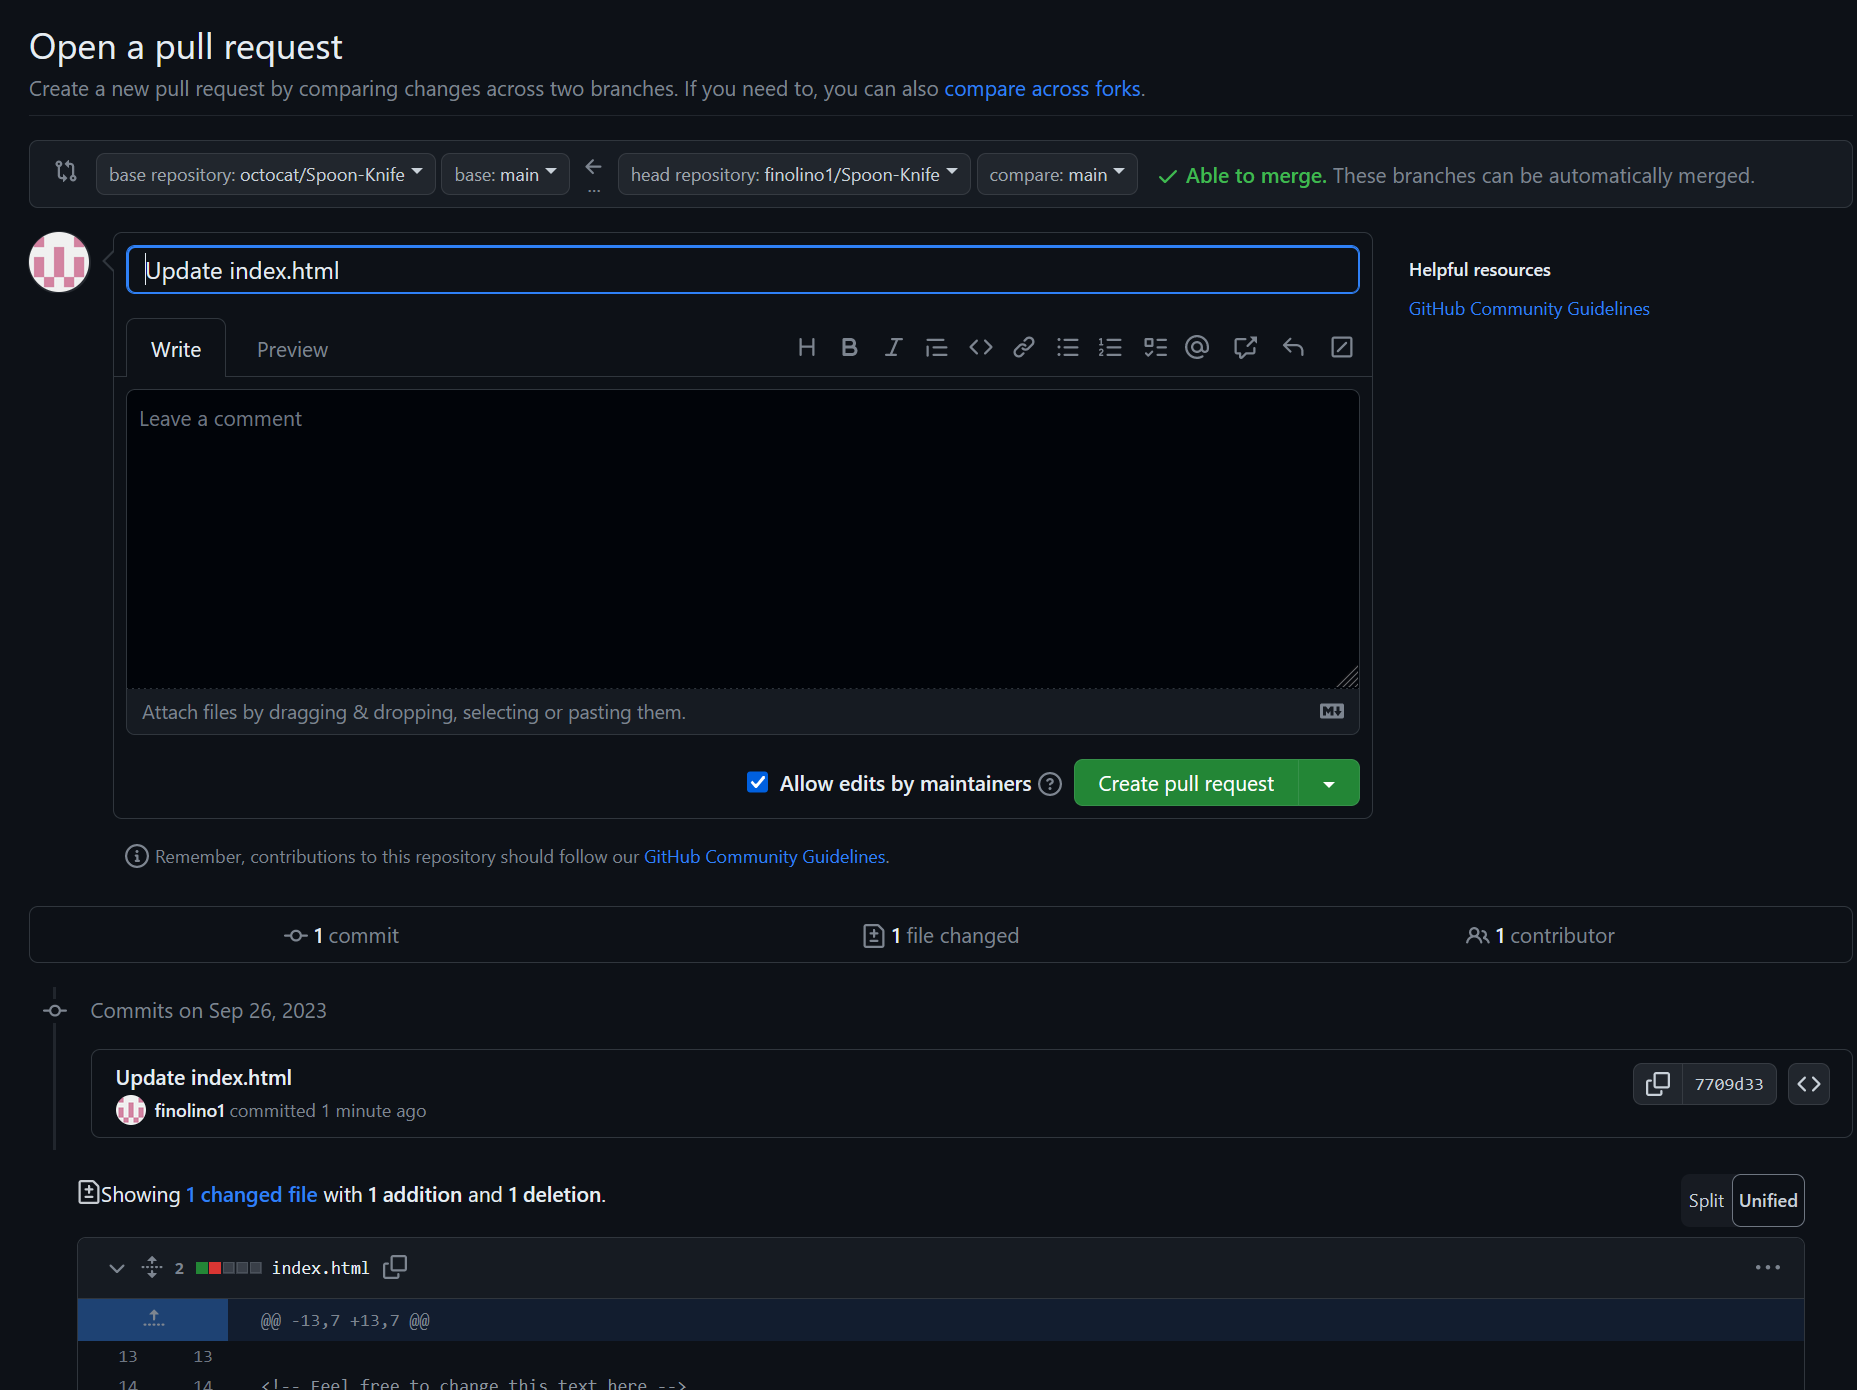 Open a pull request
Create a new pull request by comparing changes across two branches. If you need to, you can also compare across forks.
base repository: octocat/Spoon-Knife base: main ... head repository: finolino1/Spoon-Knife compare: main Able to merge. These branches can be automatically merged.
Update index.html
Helpful resources
GitHub Community Guidelines
Write Preview
Leave a comment
Attach files by dragging & dropping, selecting or pasting them.
Allow edits by maintainers Create pull request
Remember, contributions to this repository should follow our GitHub Community Guidelines.
1 commit 1 file changed 1 contributor
Commits on Sep 26, 2023
Update index.html
finolino1 committed 1 minute ago
7709d33
Showing 1 changed file with 1 addition and 1 deletion.
Split Unified
2 index.html
@@ -13,7 +13,7 @@
13 13
14 14 <!-- Feel free to change this text here -->